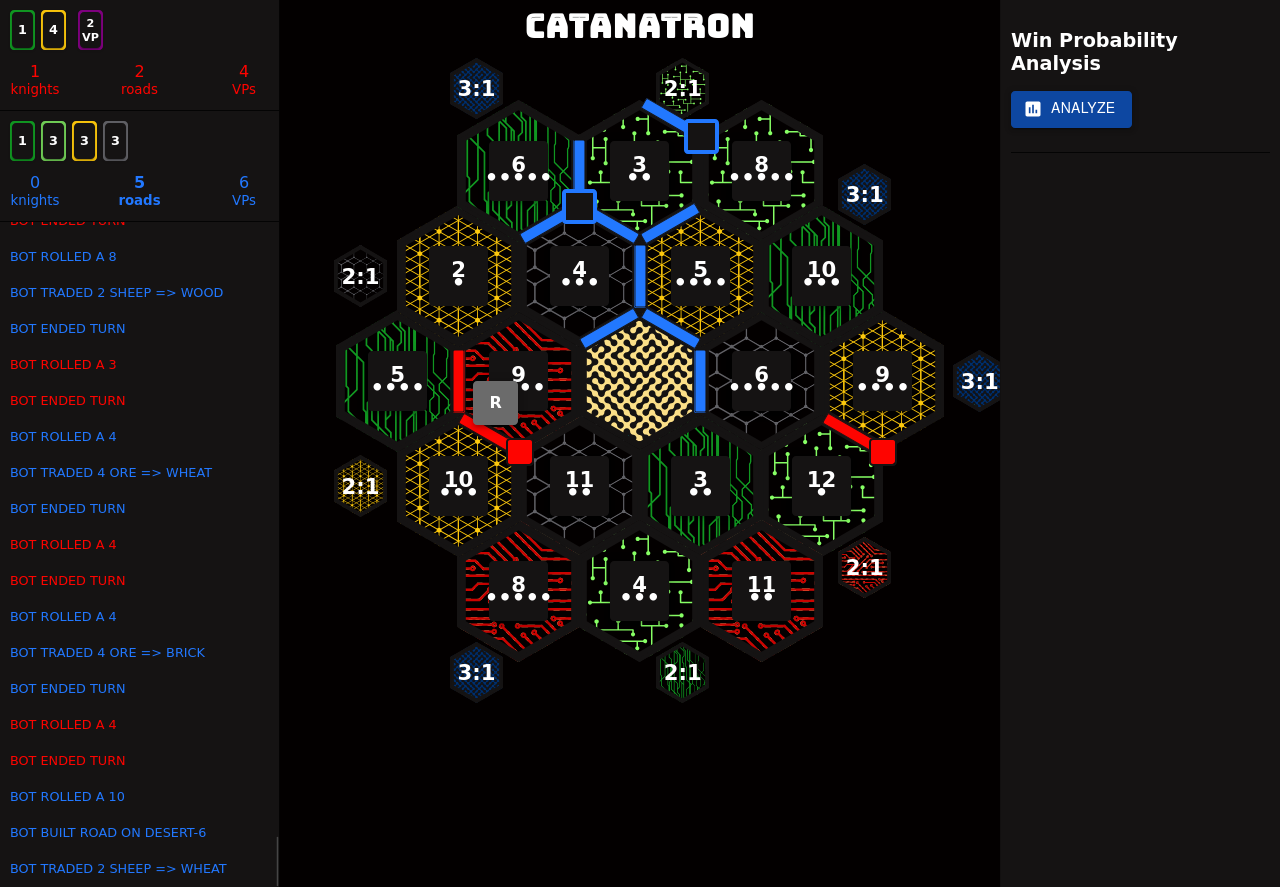 1 4 2 VP
1 2 4
knights roads VPs
1 3 3 3
0 5 6
knights roads VPs
BOT ENDED TURN
BOT ROLLED A 8
BOT TRADED 2 SHEEP => WOOD
BOT ENDED TURN
BOT ROLLED A 3
BOT ENDED TURN
BOT ROLLED A 4
BOT TRADED 4 ORE => WHEAT
BOT ENDED TURN
BOT ROLLED A 4
BOT ENDED TURN
BOT ROLLED A 4
BOT TRADED 4 ORE => BRICK
BOT ENDED TURN
BOT ROLLED A 4
BOT ENDED TURN
BOT ROLLED A 10
BOT BUILT ROAD ON DESERT-6
BOT TRADED 2 SHEEP => WHEAT
CATANATRON
3:1 2:1
6 3 8
3:1
2:1 2 4 5 10
5 9 6 9 3:1
R
2:1 10 11 3 12
2:1
8 4 11
3:1 2:1
Win Probability
Analysis
ANALYZE